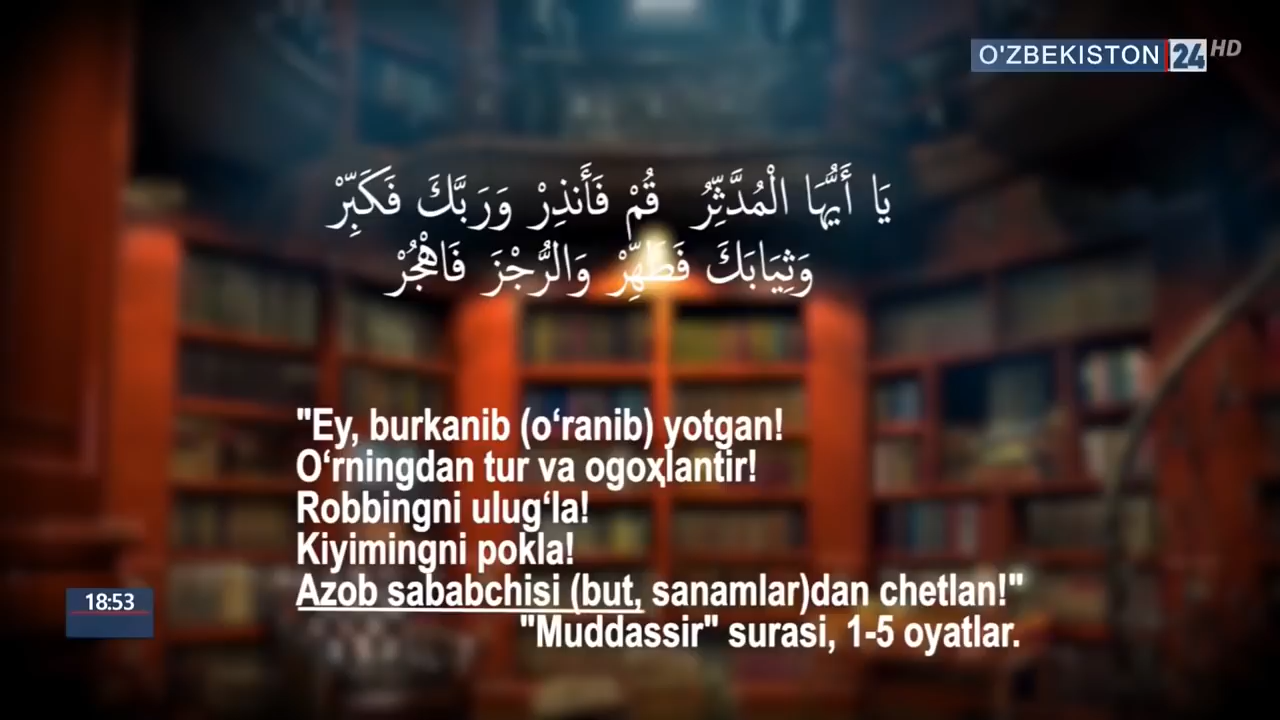 O'ZBEKISTON 24 HD
يَا أَيُّهَا الْمُدَّثِّرُ قُمْ فَأَنذِرْ وَرَبَّكَ فَكَبِّرْ
وَثِيَابَكَ فَطَهِّرْ وَالرُّجْزَ فَاهْجُرْ
"Ey, burkanib (o‘ranib) yotgan!
O‘rningdan tur va ogoҳlantir!
Robbingni ulug‘la!
Kiyimingni pokla!
Azob sababchisi (but, sanamlar)dan chetlan!"
"Muddassir" surasi, 1-5 oyatlar.
18:53